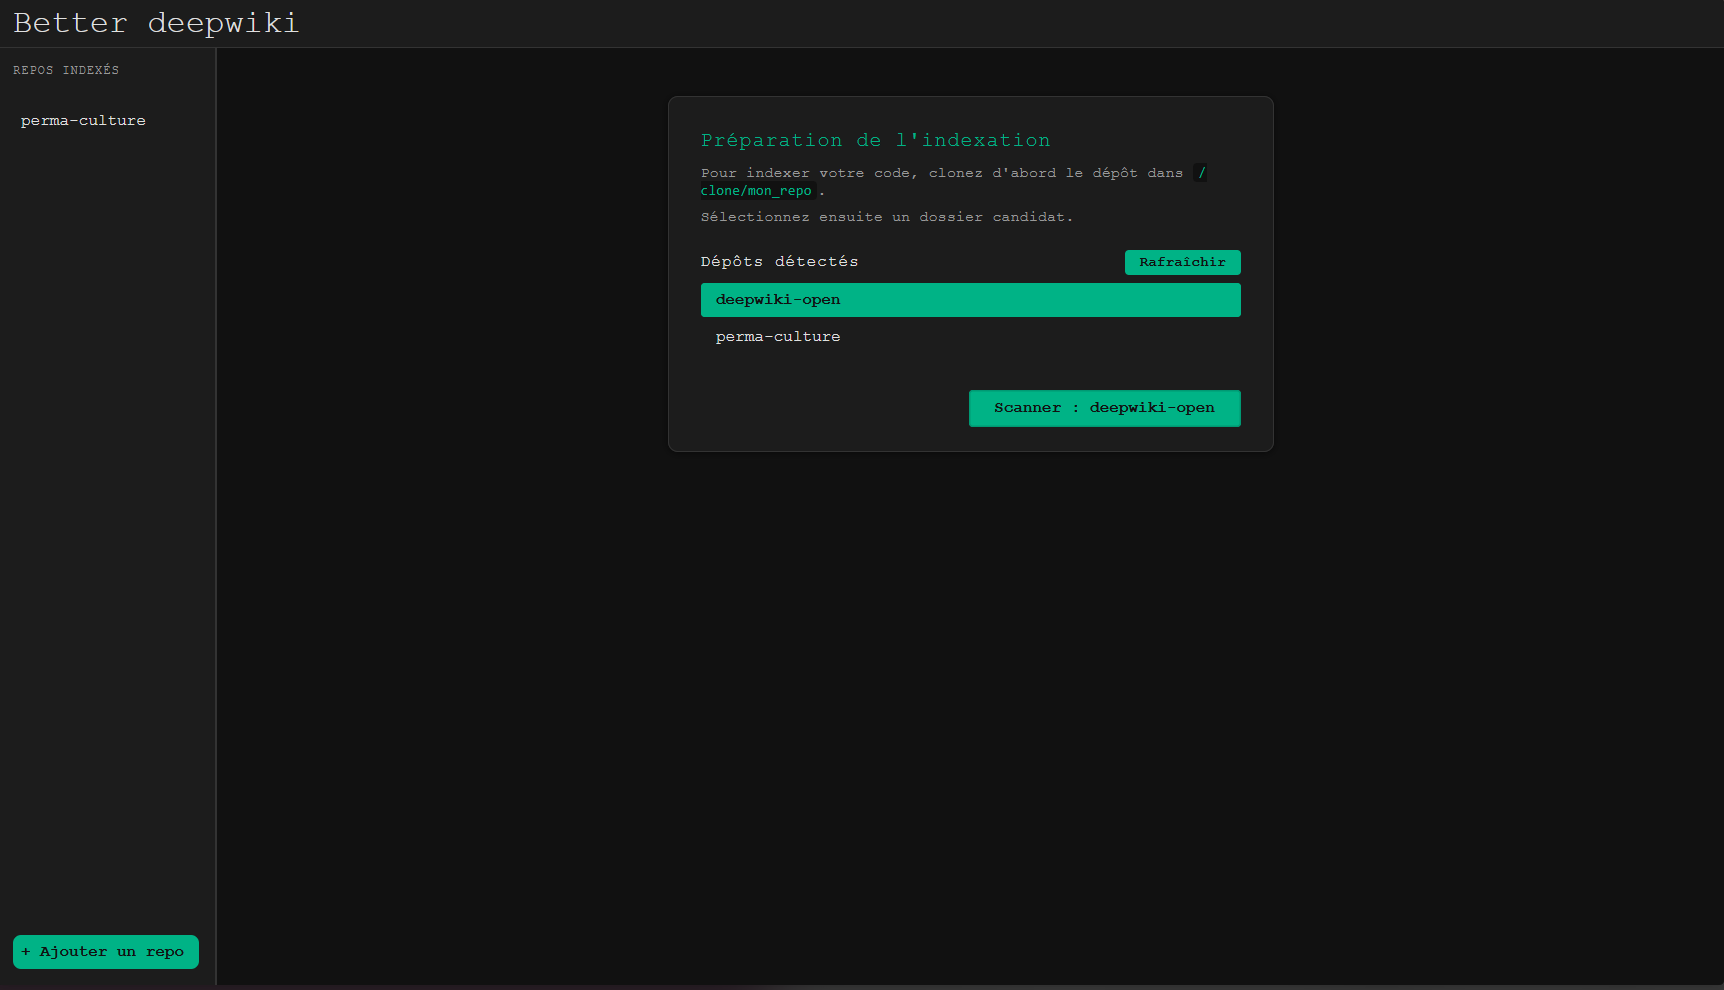 Better deepwiki
REPOS INDEXÉS
perma-culture
Préparation de l'indexation
Pour indexer votre code, clonez d'abord le dépôt dans /
clone/mon_repo.
Sélectionnez ensuite un dossier candidat.
Dépôts détectés
Rafraîchir
deepwiki-open
perma-culture
Scanner : deepwiki-open
+ Ajouter un repo